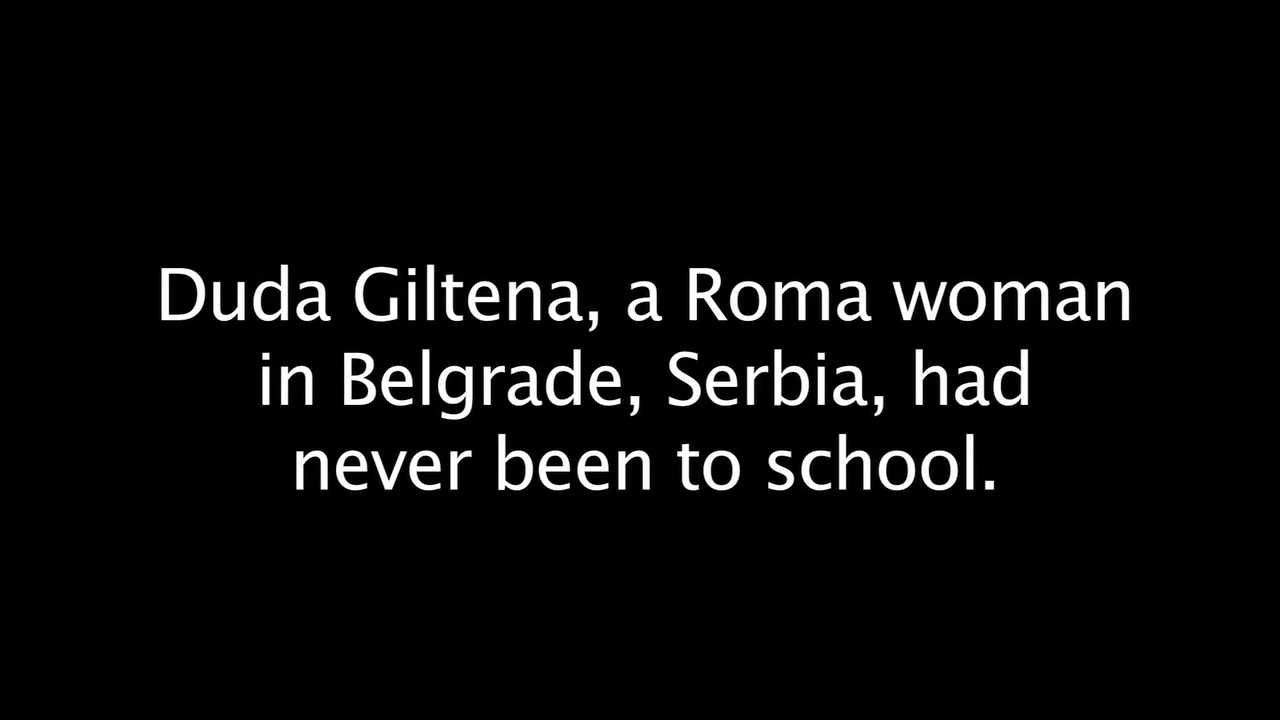 Duda Giltena, a Roma woman
in Belgrade, Serbia, had
never been to school.